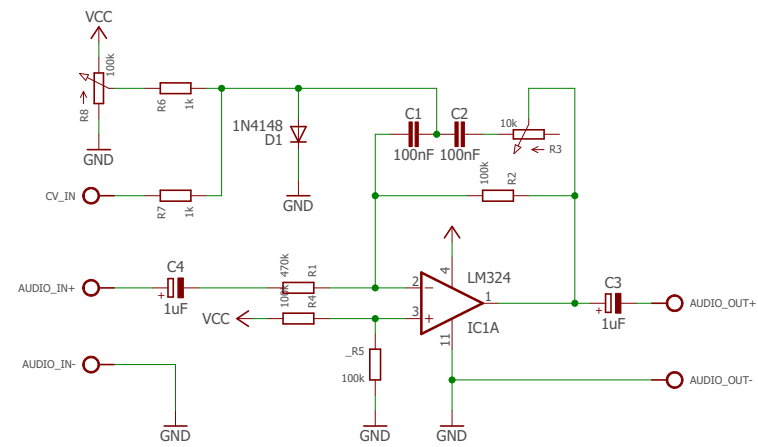 VCC
100k
R8
GND
R6
1k
1N4148
D1
GND
C1
C2
100nF
100nF
10k
R3
100k
R2
CV_IN
R7
1k
AUDIO_IN+
C4
+
1uF
470k
R1
100k
R4
VCC
2
3
4
11
1
−
+
LM324
IC1A
C3
+
1uF
AUDIO_OUT+
_R5
100k
AUDIO_IN-
AUDIO_OUT-
GND
GND
GND